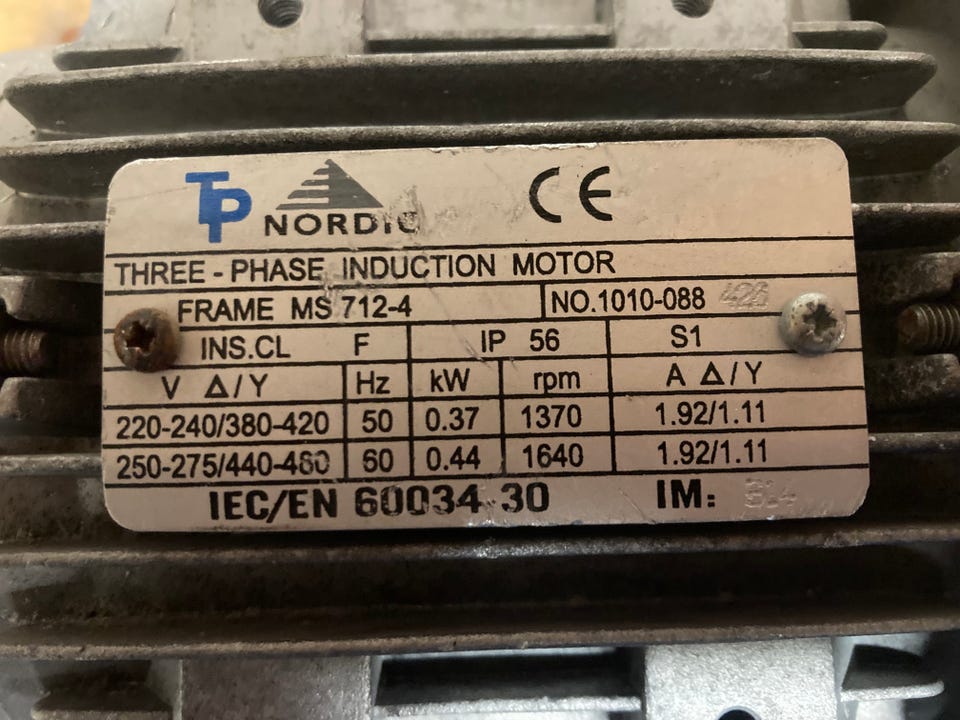 TP NORDIC CE
THREE - PHASE INDUCTION MOTOR
FRAME MS 712-4 NO.1010-088 426
INS.CL F IP 56 S1
V Δ/Y Hz kW rpm A Δ/Y
220-240/380-420 50 0.37 1370 1.92/1.11
250-275/440-480 60 0.44 1640 1.92/1.11
IEC/EN 60034-30 IM: